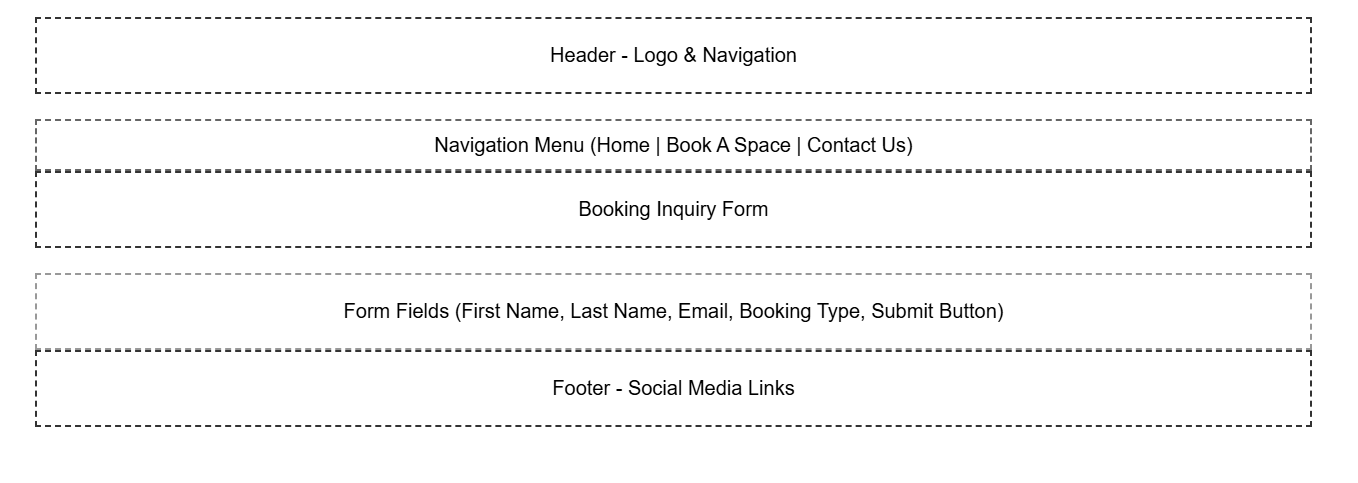 Header - Logo & Navigation
Navigation Menu (Home | Book A Space | Contact Us)
Booking Inquiry Form
Form Fields (First Name, Last Name, Email, Booking Type, Submit Button)
Footer - Social Media Links